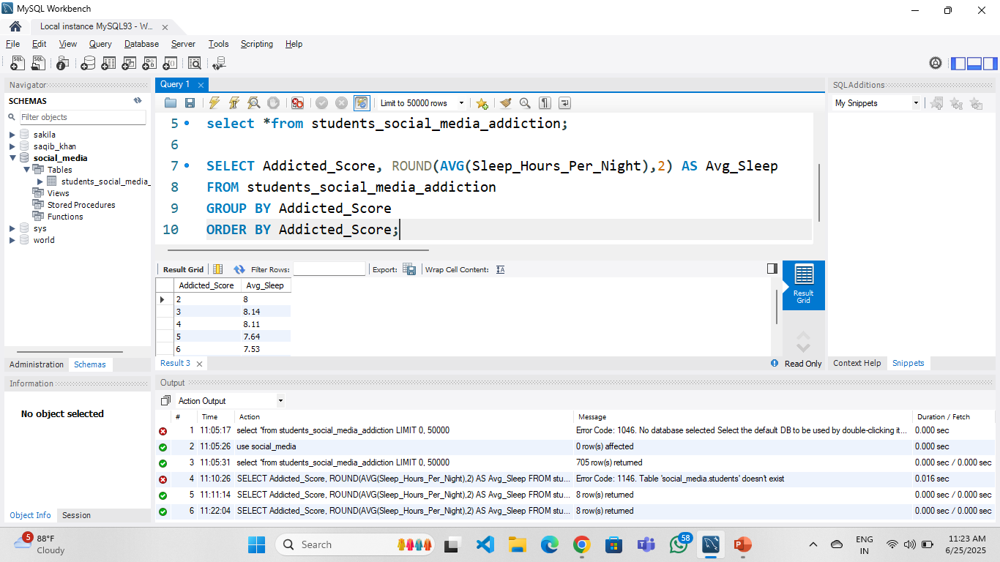 MySQL Workbench
Local instance MySQL93 - W...
File Edit View Query Database Server Tools Scripting Help
Navigator
SCHEMAS
Filter objects
sakila
saqib_khan
social_media
Tables
students_social_media_
Views
Stored Procedures
Functions
sys
world
Administration Schemas
Information
No object selected
Object Info Session
Query 1
Limit to 50000 rows
5 select *from students_social_media_addiction;
6
7 SELECT Addicted_Score, ROUND(AVG(Sleep_Hours_Per_Night),2) AS Avg_Sleep
8 FROM students_social_media_addiction
9 GROUP BY Addicted_Score
10 ORDER BY Addicted_Score;
Result Grid Filter Rows: Export: Wrap Cell Content:
Addicted_Score Avg_Sleep
2 8
3 8.14
4 8.11
5 7.64
6 7.53
Result Grid
Result 3
Read Only
SQLAdditions
My Snippets
Context Help Snippets
Output
Action Output
# Time Action Message Duration / Fetch
1 11:05:17 select *from students_social_media_addiction LIMIT 0, 50000 Error Code: 1046. No database selected Select the default DB to be used by double-clicking it... 0.000 sec
2 11:05:26 use social_media 0 row(s) affected 0.000 sec
3 11:05:31 select *from students_social_media_addiction LIMIT 0, 50000 705 row(s) returned 0.000 sec / 0.000 sec
4 11:10:26 SELECT Addicted_Score, ROUND(AVG(Sleep_Hours_Per_Night),2) AS Avg_Sleep FROM stu... Error Code: 1146. Table 'social_media.students' doesn't exist 0.016 sec
5 11:11:14 SELECT Addicted_Score, ROUND(AVG(Sleep_Hours_Per_Night),2) AS Avg_Sleep FROM stu... 8 row(s) returned 0.000 sec / 0.000 sec
6 11:22:04 SELECT Addicted_Score, ROUND(AVG(Sleep_Hours_Per_Night),2) AS Avg_Sleep FROM stu... 8 row(s) returned 0.000 sec / 0.000 sec
5
88°F
Cloudy
Search
58
ENG
IN
11:23 AM
6/25/2025